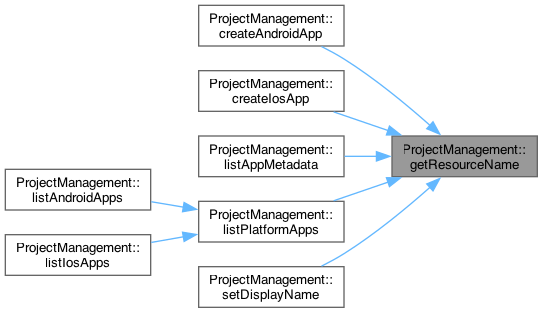 ProjectManagement::
createAndroidApp
ProjectManagement::
createIosApp
ProjectManagement::
listAppMetadata
ProjectManagement::
getResourceName
ProjectManagement::
listAndroidApps
ProjectManagement::
listPlatformApps
ProjectManagement::
listIosApps
ProjectManagement::
setDisplayName